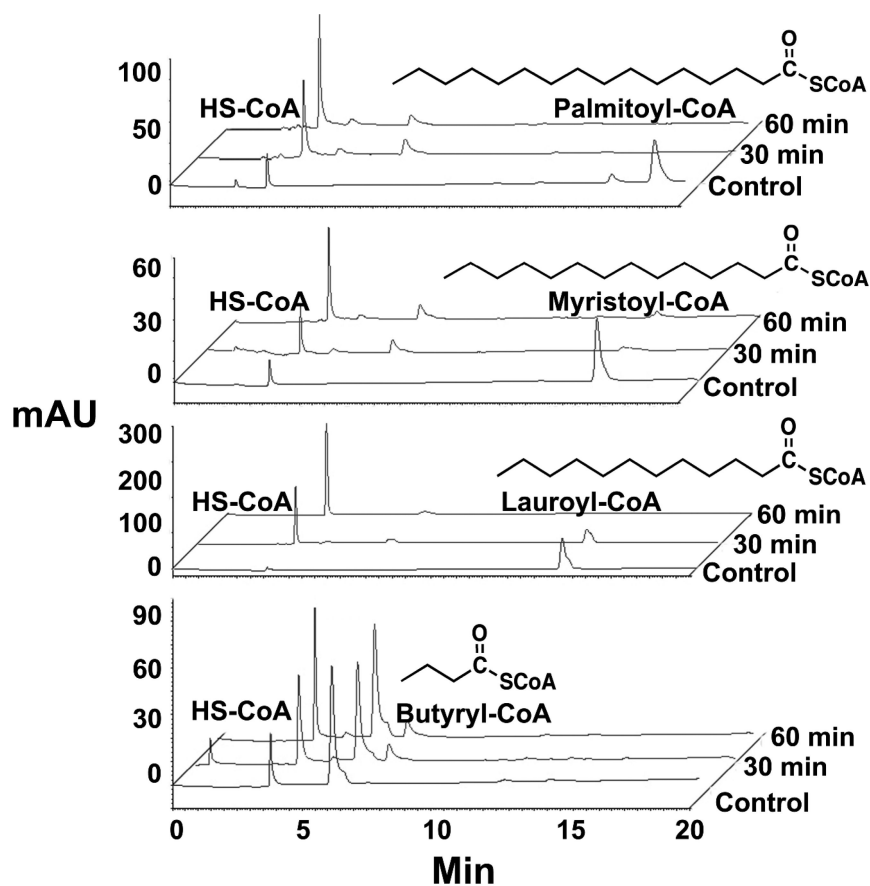 O
C
SCoA
100
HS-CoA
Palmitoyl-CoA
60 min
50
30 min
0
Control
O
C
SCoA
60
HS-CoA
Myristoyl-CoA
60 min
30
30 min
0
Control
mAU
O
C
SCoA
300
200
HS-CoA
Lauroyl-CoA
60 min
100
30 min
0
Control
90
O
C
SCoA
60
HS-CoA
Butyryl-CoA
30
60 min
30 min
0
Control
0 5 10 15 20
Min